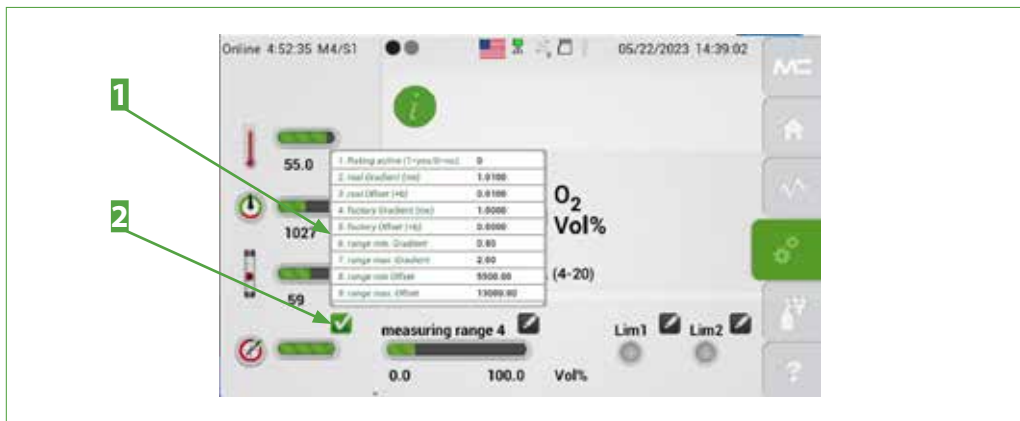 Online 4:52:35 M4/S1
05/22/2023 14:39:02
MC
1
i
55.0
1. Rating active (1=yes/0=no) 0
2. real Gradient (mx) 1.0100
3. real Offset (+b) 0.0100
4. Factory Gradient (mx) 1.0000
5. Factory Offset (+b) 0.0000
6. range min. Gradient 0.80
7. range max. Gradient 2.00
8. range min Offset 5500.00
9. range max. Offset 13000.00
O2
Vol%
1027
2
(4-20)
59
measuring range 4
Lim1
Lim2
0.0 100.0 Vol%
?